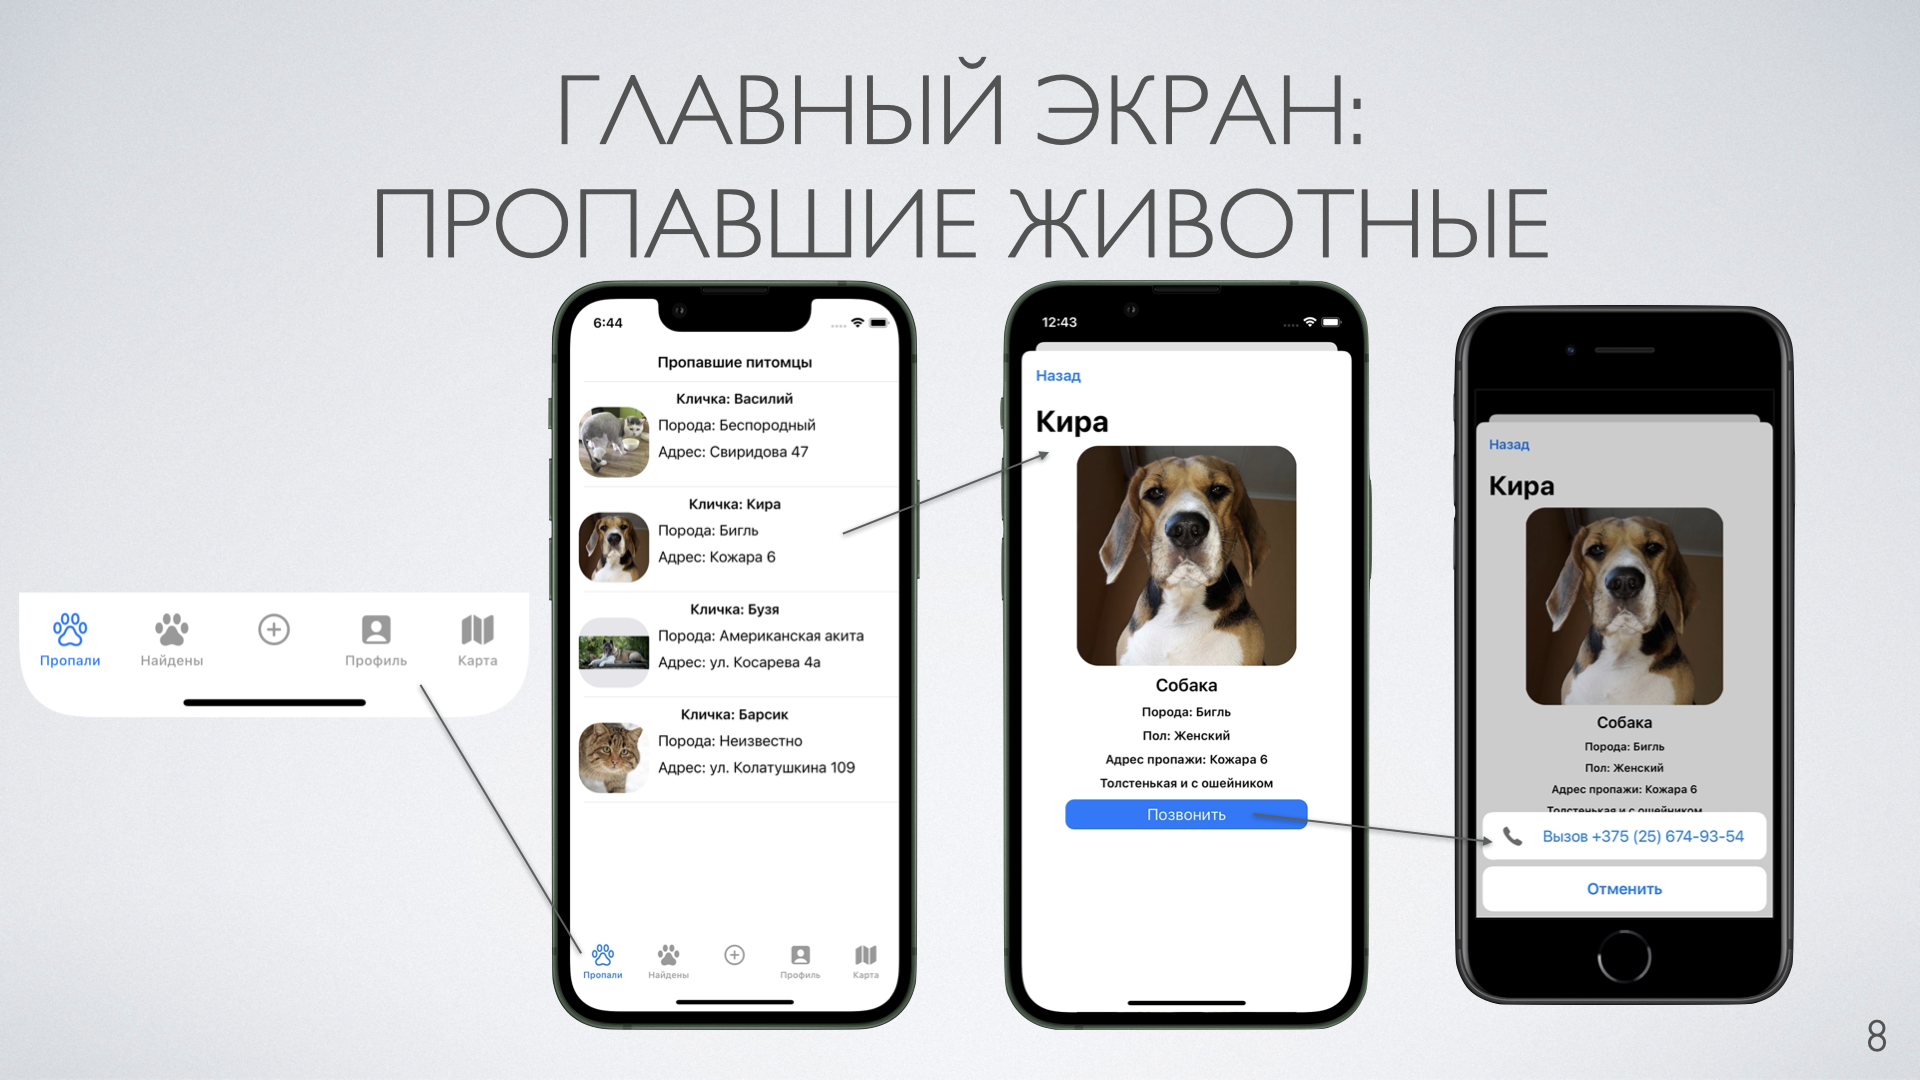 ГЛАВНЫЙ ЭКРАН:
ПРОПАВШИЕ ЖИВОТНЫЕ
Пропали
Найдены
Профиль
Карта
6:44
Пропавшие питомцы
Кличка: Василий
Порода: Беспородный
Адрес: Свиридова 47
Кличка: Кира
Порода: Бигль
Адрес: Кожара 6
Кличка: Бузя
Порода: Американская акита
Адрес: ул. Косарева 4а
Кличка: Барсик
Порода: Неизвестно
Адрес: ул. Колатушкина 109
Пропали
Найдены
Профиль
Карта
12:43
Назад
Кира
Собака
Порода: Бигль
Пол: Женский
Адрес пропажи: Кожара 6
Толстенькая и с ошейником
Позвонить
Назад
Кира
Собака
Порода: Бигль
Пол: Женский
Адрес пропажи: Кожара 6
Толстенькая и с ошейником
Вызов +375 (25) 674-93-54
Отменить
8